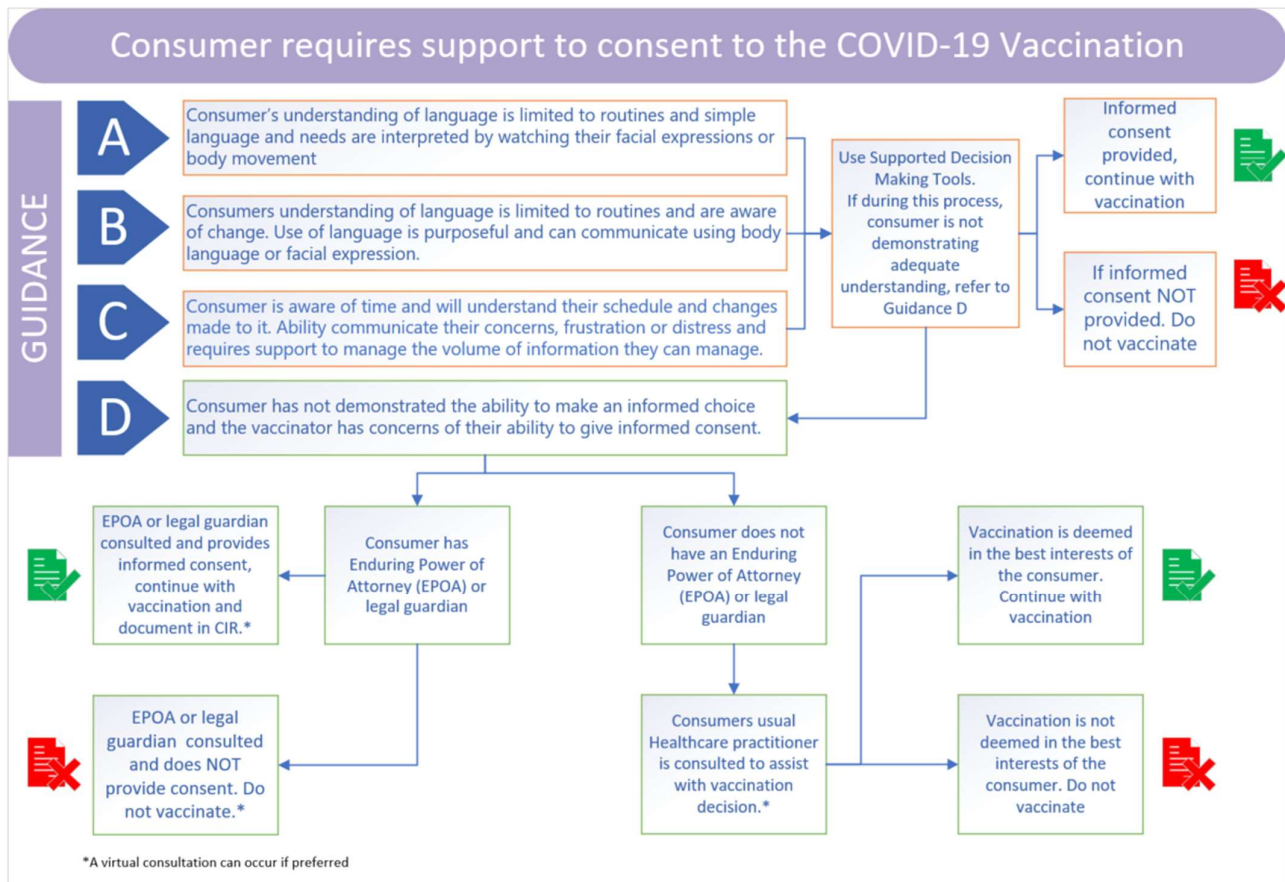 Consumer requires support to consent to the COVID-19 Vaccination
GUIDANCE
A
Consumer's understanding of language is limited to routines and simple
language and needs are interpreted by watching their facial expressions or
body movement
B
Consumers understanding of language is limited to routines and are aware
of change. Use of language is purposeful and can communicate using body
language or facial expression.
C
Consumer is aware of time and will understand their schedule and changes
made to it. Ability communicate their concerns, frustration or distress and
requires support to manage the volume of information they can manage.
D
Consumer has not demonstrated the ability to make an informed choice
and the vaccinator has concerns of their ability to give informed consent.
Use Supported Decision
Making Tools.
If during this process,
consumer is not
demonstrating
adequate
understanding, refer to
Guidance D
Informed
consent
provided,
continue with
vaccination
If informed
consent NOT
provided. Do
not vaccinate
EPOA or legal guardian
consulted and provides
informed consent,
continue with
vaccination and
document in CIR.*
Consumer has
Enduring Power of
Attorney (EPOA) or
legal guardian
Consumer does not
have an Enduring
Power of Attorney
(EPOA) or legal
guardian
Vaccination is deemed
in the best interests of
the consumer.
Continue with
vaccination
EPOA or legal
guardian consulted
and does NOT
provide consent. Do
not vaccinate.*
Consumers usual
Healthcare practitioner
is consulted to assist
with vaccination
decision.*
Vaccination is not
deemed in the best
interests of the
consumer. Do not
vaccinate
*A virtual consultation can occur if preferred